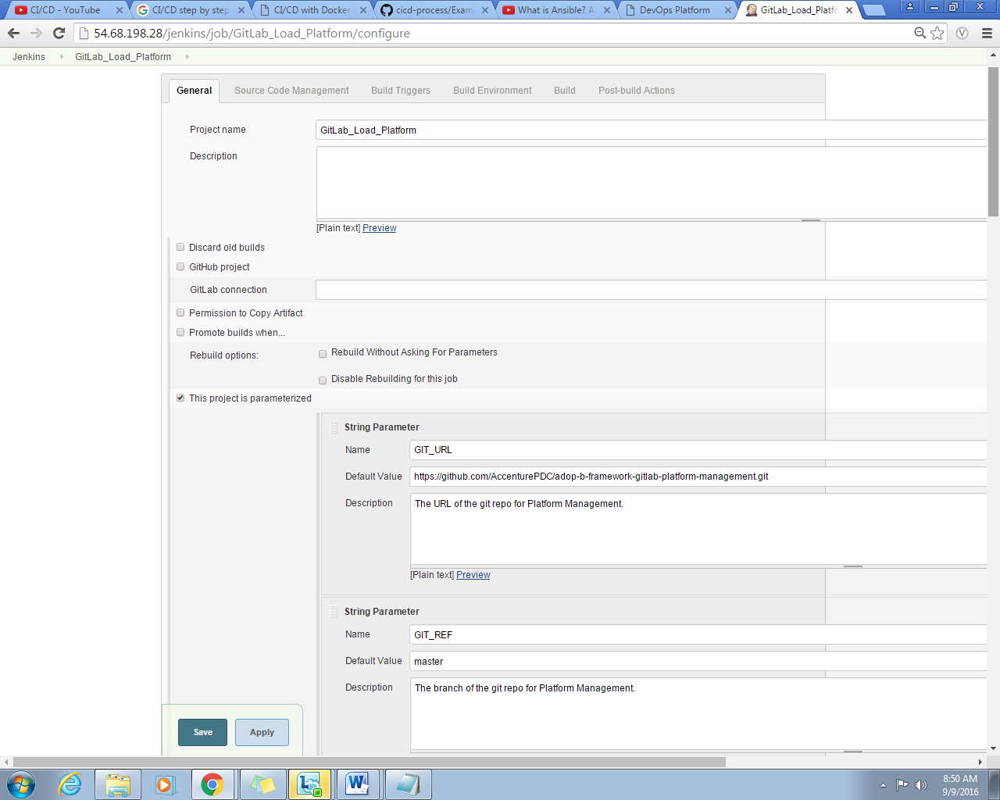 CI/CD - YouTube
CI/CD step by step
CI/CD with Docker
cicd-process/Exam
What is Ansible? A
DevOps Platform
GitLab_Load_Platfo
54.68.198.28/jenkins/job/GitLab_Load_Platform/configure
Jenkins
GitLab_Load_Platform
General
Source Code Management
Build Triggers
Build Environment
Build
Post-build Actions
Project name
GitLab_Load_Platform
Description
[Plain text] Preview
Discard old builds
GitHub project
GitLab connection
Permission to Copy Artifact
Promote builds when...
Rebuild options:
Rebuild Without Asking For Parameters
Disable Rebuilding for this job
This project is parameterized
String Parameter
Name
GIT_URL
Default Value
https://github.com/AccenturePDC/adop-b-framework-gitlab-platform-management.git
Description
The URL of the git repo for Platform Management.
[Plain text] Preview
String Parameter
Name
GIT_REF
Default Value
master
Description
The branch of the git repo for Platform Management.
Save
Apply
8:50 AM
9/9/2016